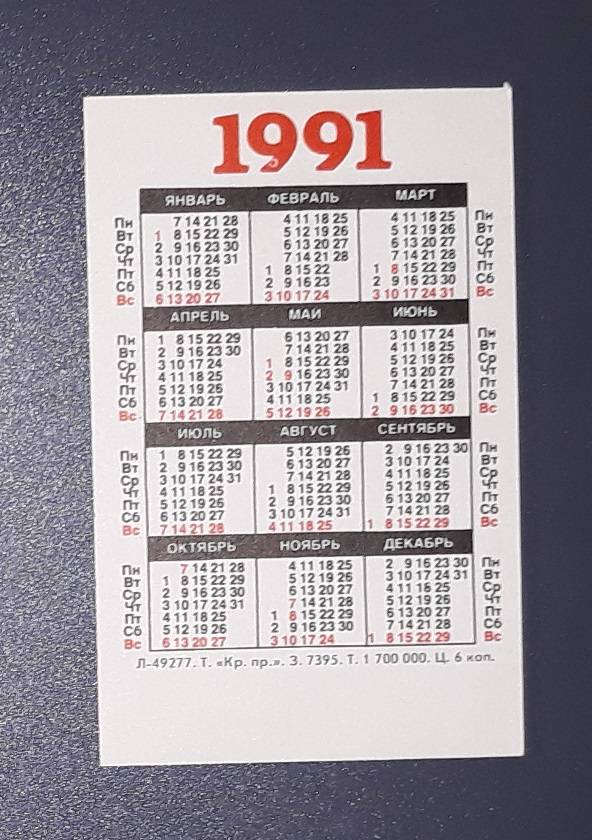 1991
ЯНВАРЬ ФЕВРАЛЬ МАРТ
Пн 7 14 21 28 4 11 18 25 4 11 18 25 Пн
Вт 1 8 15 22 29 5 12 19 26 5 12 19 26 Вт
Ср 2 9 16 23 30 6 13 20 27 6 13 20 27 Ср
Чт 3 10 17 24 31 7 14 21 28 7 14 21 28 Чт
Пт 4 11 18 25 1 8 15 22 1 8 15 22 29 Пт
Сб 5 12 19 26 2 9 16 23 2 9 16 23 30 Сб
Вс 6 13 20 27 3 10 17 24 3 10 17 24 31 Вс
АПРЕЛЬ МАЙ ИЮНЬ
Пн 1 8 15 22 29 6 13 20 27 3 10 17 24 Пн
Вт 2 9 16 23 30 7 14 21 28 4 11 18 25 Вт
Ср 3 10 17 24 1 8 15 22 29 5 12 19 26 Ср
Чт 4 11 18 25 2 9 16 23 30 6 13 20 27 Чт
Пт 5 12 19 26 3 10 17 24 31 7 14 21 28 Пт
Сб 6 13 20 27 4 11 18 25 1 8 15 22 29 Сб
Вс 7 14 21 28 5 12 19 26 2 9 16 23 30 Вс
ИЮЛЬ АВГУСТ СЕНТЯБРЬ
Пн 1 8 15 22 29 5 12 19 26 2 9 16 23 30 Пн
Вт 2 9 16 23 30 6 13 20 27 3 10 17 24 Вт
Ср 3 10 17 24 31 7 14 21 28 4 11 18 25 Ср
Чт 4 11 18 25 1 8 15 22 29 5 12 19 26 Чт
Пт 5 12 19 26 2 9 16 23 30 6 13 20 27 Пт
Сб 6 13 20 27 3 10 17 24 31 7 14 21 28 Сб
Вс 7 14 21 28 4 11 18 25 1 8 15 22 29 Вс
ОКТЯБРЬ НОЯБРЬ ДЕКАБРЬ
Пн 7 14 21 28 4 11 18 25 2 9 16 23 30 Пн
Вт 1 8 15 22 29 5 12 19 26 3 10 17 24 31 Вт
Ср 2 9 16 23 30 6 13 20 27 4 11 18 25 Ср
Чт 3 10 17 24 31 7 14 21 28 5 12 19 26 Чт
Пт 4 11 18 25 1 8 15 22 29 6 13 20 27 Пт
Сб 5 12 19 26 2 9 16 23 30 7 14 21 28 Сб
Вс 6 13 20 27 3 10 17 24 1 8 15 22 29 Вс
Л-49277. Т. «Кр. пр.». З. 7395. Т. 1 700 000. Ц. 6 коп.